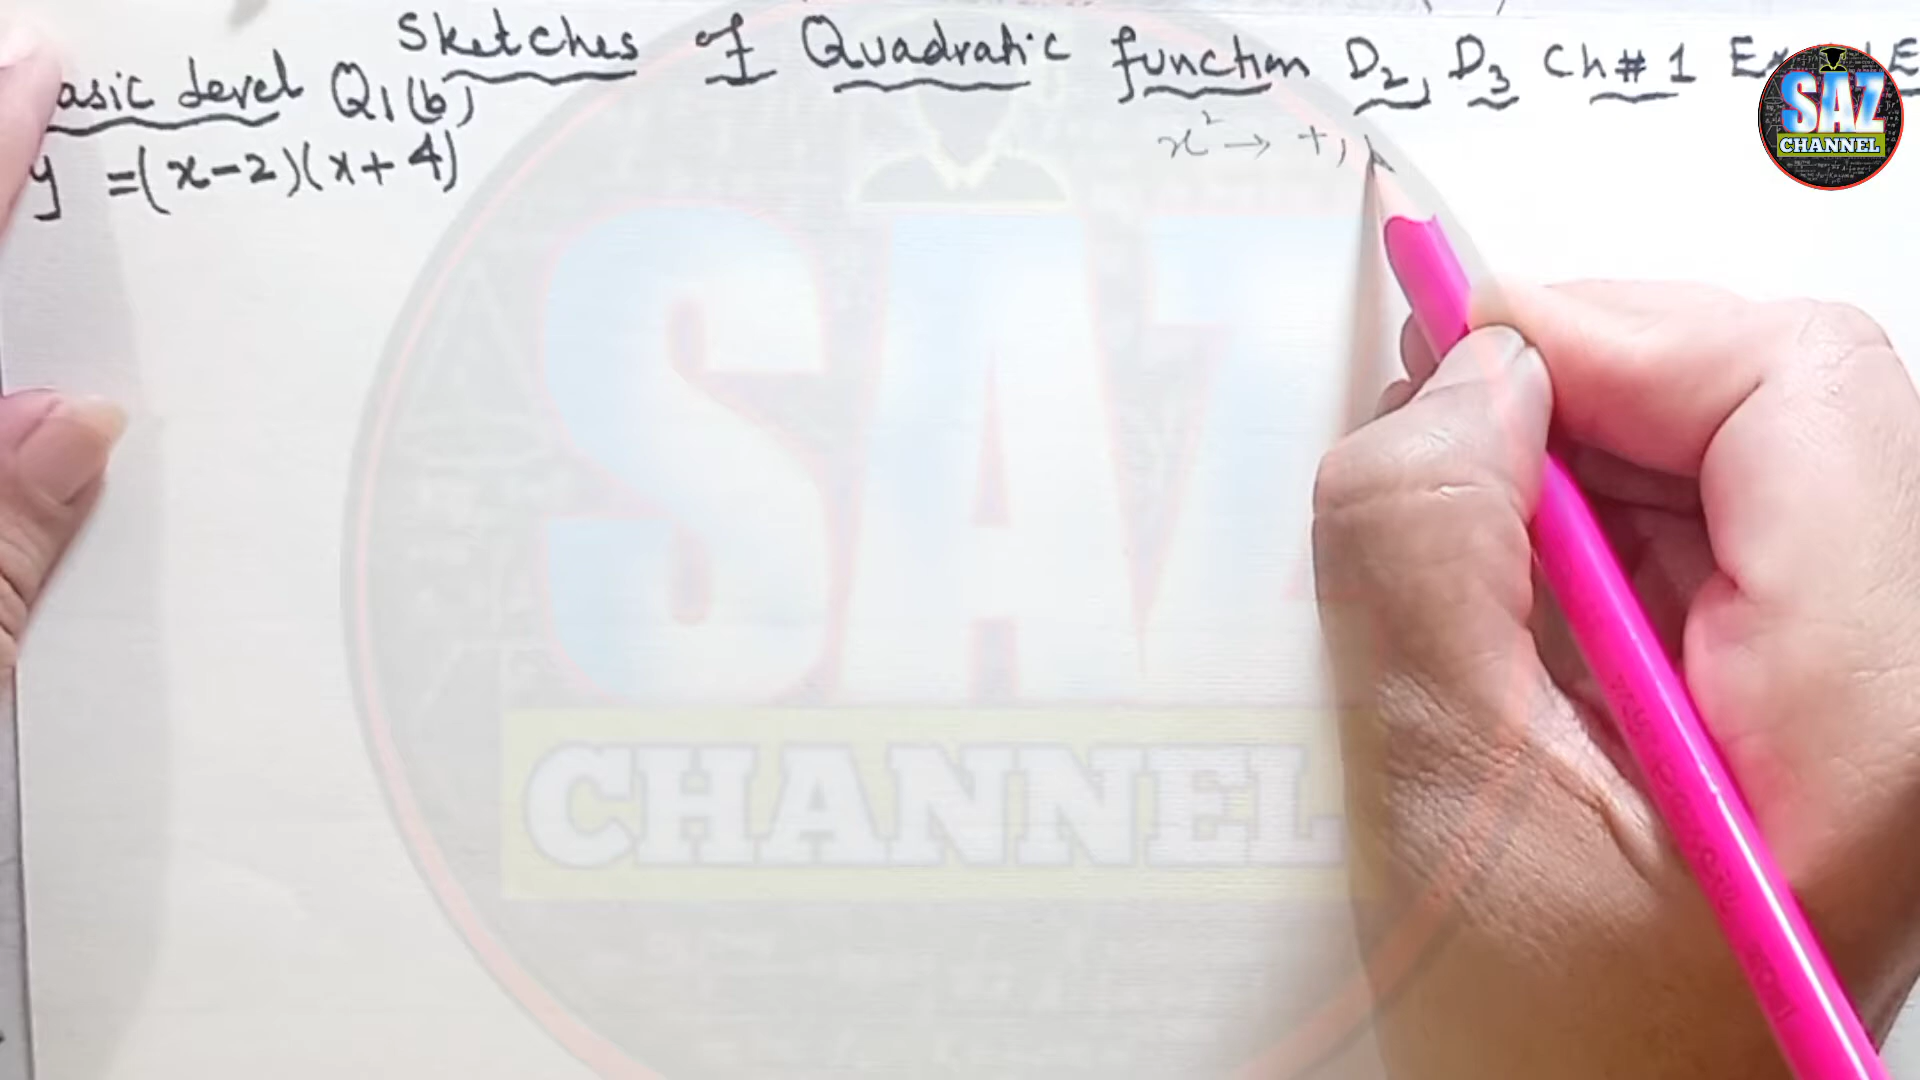 Sketches of Quadratic function D2, D3 Ch#1
asic Level Q1(b)
y = (x-2)(x+4)
x² → +,
SAZ
CHANNEL
SAZ
CHANNEL